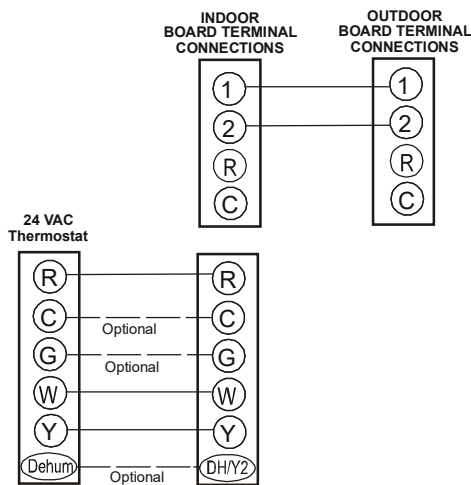 INDOOR
BOARD TERMINAL
CONNECTIONS
OUTDOOR
BOARD TERMINAL
CONNECTIONS
1 1
2 2
R R
C C
24 VAC
Thermostat
R R
C Optional C
G Optional G
W W
Y Y
Dehum Optional DH/Y2